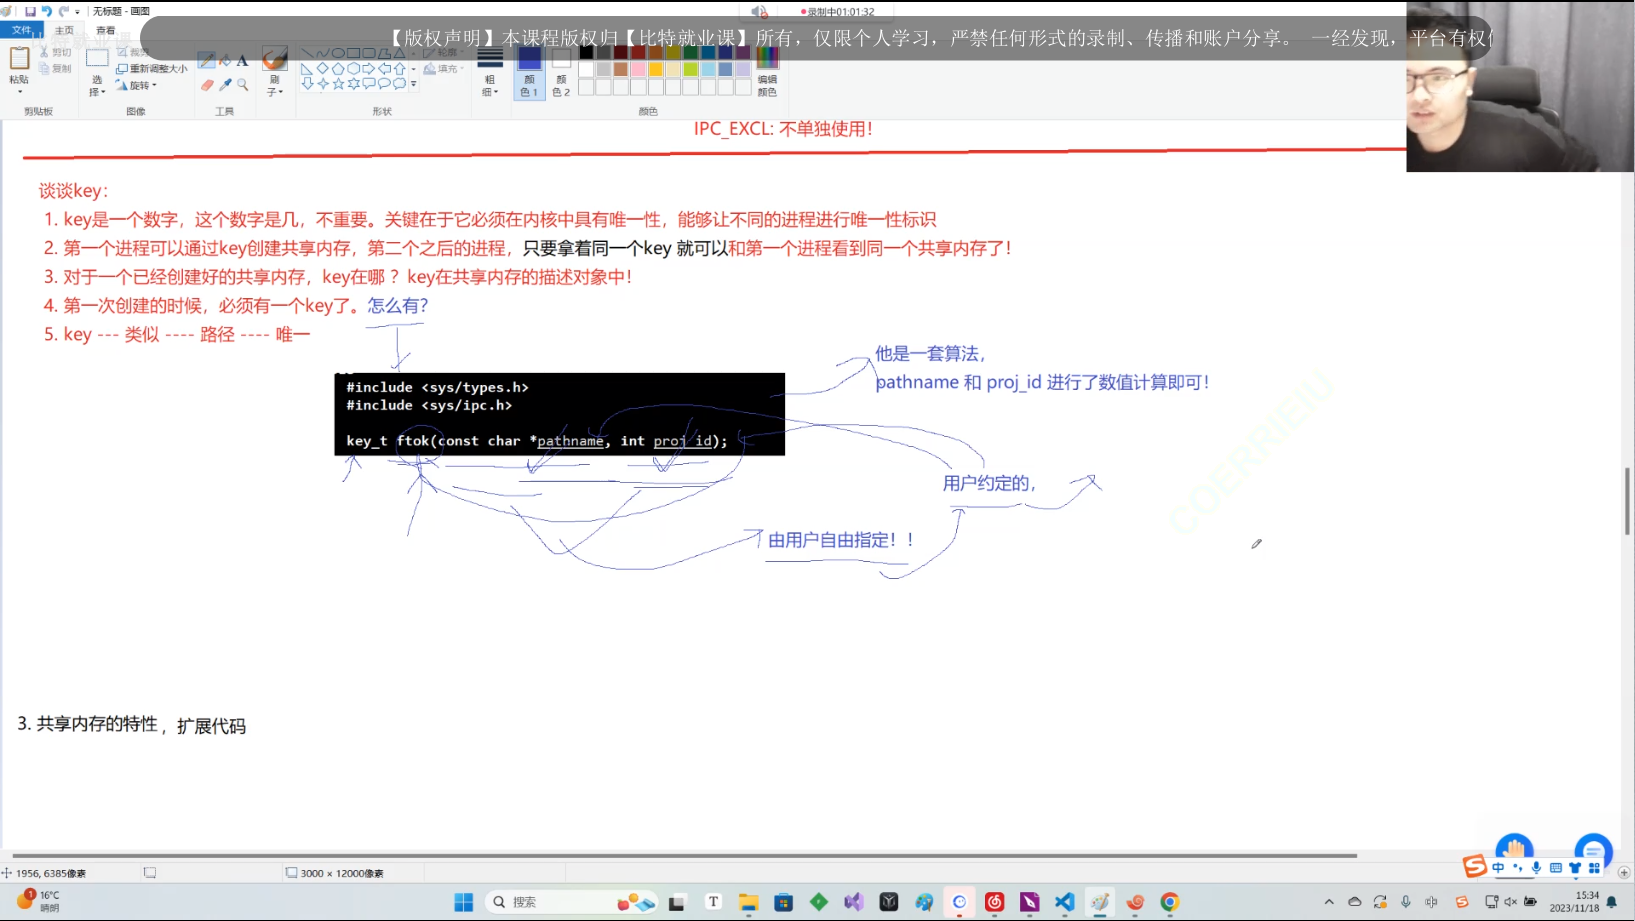 无标题 - 画图
录制中01:01:32
文件
主页
查看
【版权声明】本课程版权归【比特就业课】所有，仅限个人学习，严禁任何形式的录制、传播和账户分享。 一经发现，平台有权
粘贴
剪切
复制
选择
裁剪
重新调整大小
旋转
刷子
轮廓
填充
粗细
颜色 1
颜色 2
编辑颜色
剪贴板
图像
工具
形状
颜色
IPC_EXCL: 不单独使用！
谈谈key：
1. key是一个数字，这个数字是几，不重要。关键在于它必须在内核中具有唯一性，能够让不同的进程进行唯一性标识
2. 第一个进程可以通过key创建共享内存，第二个之后的进程，只要拿着同一个key 就可以和第一个进程看到同一个共享内存了！
3. 对于一个已经创建好的共享内存，key在哪？key在共享内存的描述对象中！
4. 第一次创建的时候，必须有一个key了。怎么有？
5. key --- 类似 ---- 路径 ---- 唯一
#include <sys/types.h>
#include <sys/ipc.h>
key_t ftok(const char *pathname, int proj_id);
他是一套算法，
pathname 和 proj_id 进行了数值计算即可！
用户约定的，
由用户自由指定！！
COERRIEIU
3. 共享内存的特性，扩展代码
1956, 6385像素
3000 × 12000像素
16°C
晴朗
搜索
中
15:34
2023/11/18